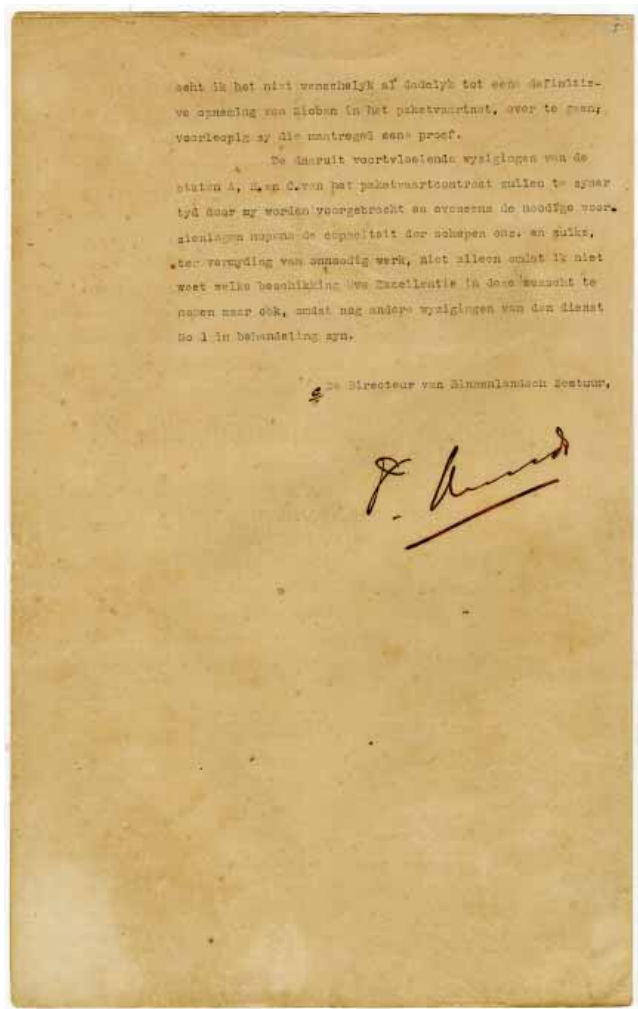 acht ik het niet wenschelyk al dadelyk tot eene definitie-
ve opneming van in het paketvaartnet, over te gaan;
voorloopig zy die maatregel eene proef.
De daaruit voortvloeiende wyzigingen van de
staten A, B, en C. van het paketvaartcontract zullen te zyner
tyd door my worden voorgebracht en eveneens de noodige voor-
zieningen nopens de capaciteit der schepen enz. en zulks,
ter vermyding van onnoodig werk, niet alleen omdat ik niet
weet welke beschikking Uwe Excellentie in deze wenscht te
nemen maar ook, omdat nog andere wyzigingen van den dienst
No 1 in behandeling zyn.
De Directeur van Binnenlandsch Bestuur,